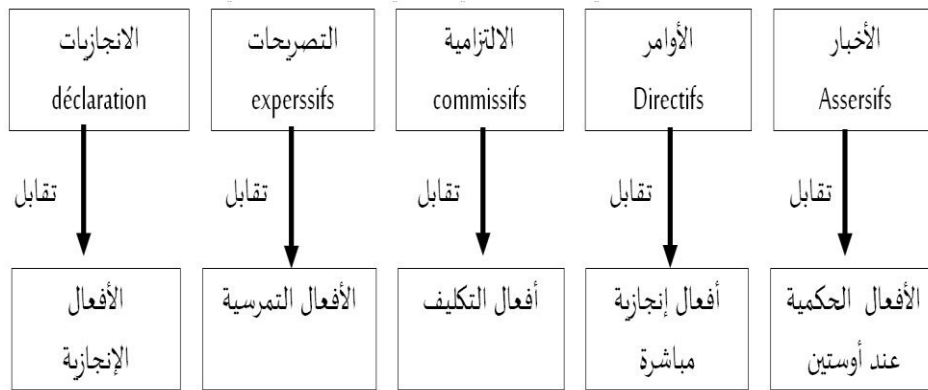 الأخبار
Assersifs
الأوامر
Directifs
الالتزامية
commissifs
التصريحات
experssifs
الانجازيات
déclaration
تقابل
تقابل
تقابل
تقابل
تقابل
الأفعال الحكمية
عند أوستين
أفعال إنجازية
مباشرة
أفعال التكليف
الأفعال التمرسية
الأفعال
الإنجازية